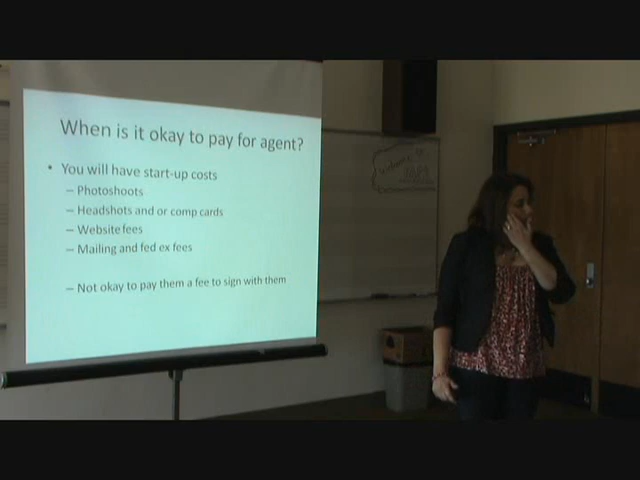 When is it okay to pay for agent?
• You will have start-up costs
– Photoshoots
– Headshots and or comp cards
– Website fees
– Mailing and fed ex fees
– Not okay to pay them a fee to sign with them
Welcome